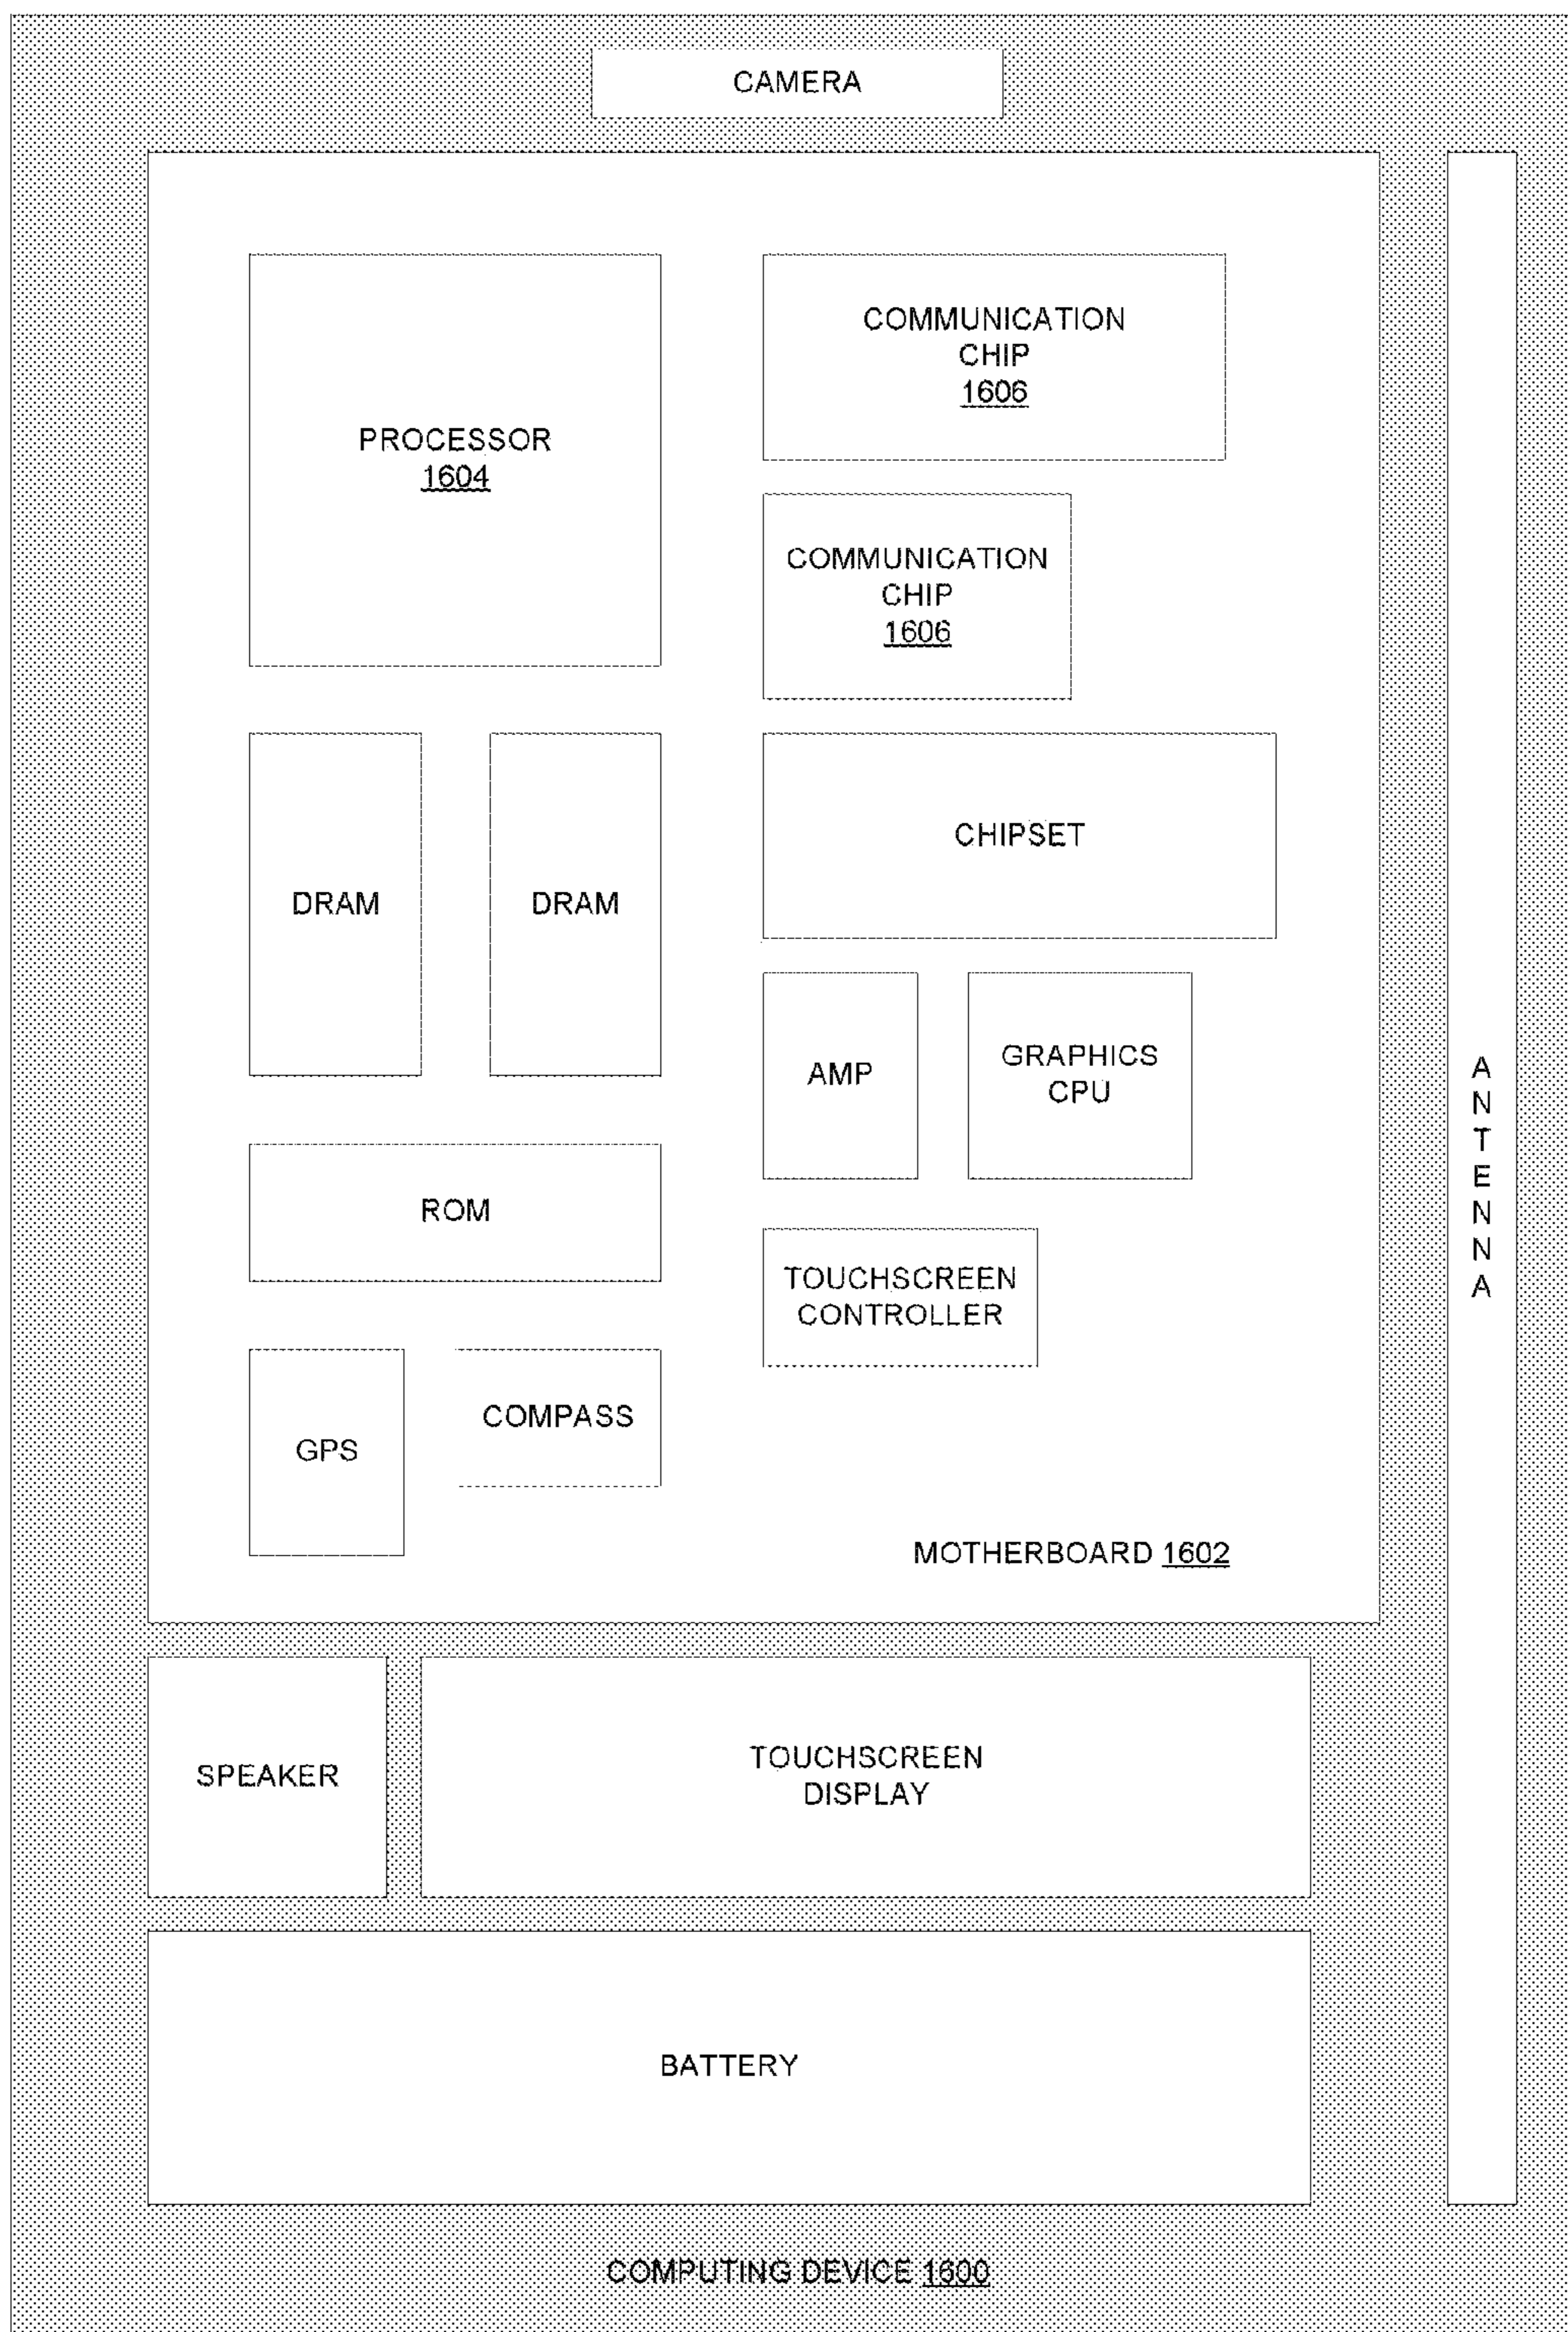 CAMERA
PROCESSOR
1604
COMMUNICATION
CHIP
1606
COMMUNICATION
CHIP
1606
DRAM
DRAM
CHIPSET
AMP
GRAPHICS
CPU
ROM
TOUCHSCREEN
CONTROLLER
GPS
COMPASS
MOTHERBOARD 1602
A
N
T
E
N
N
A
SPEAKER
TOUCHSCREEN
DISPLAY
BATTERY
COMPUTING DEVICE 1600